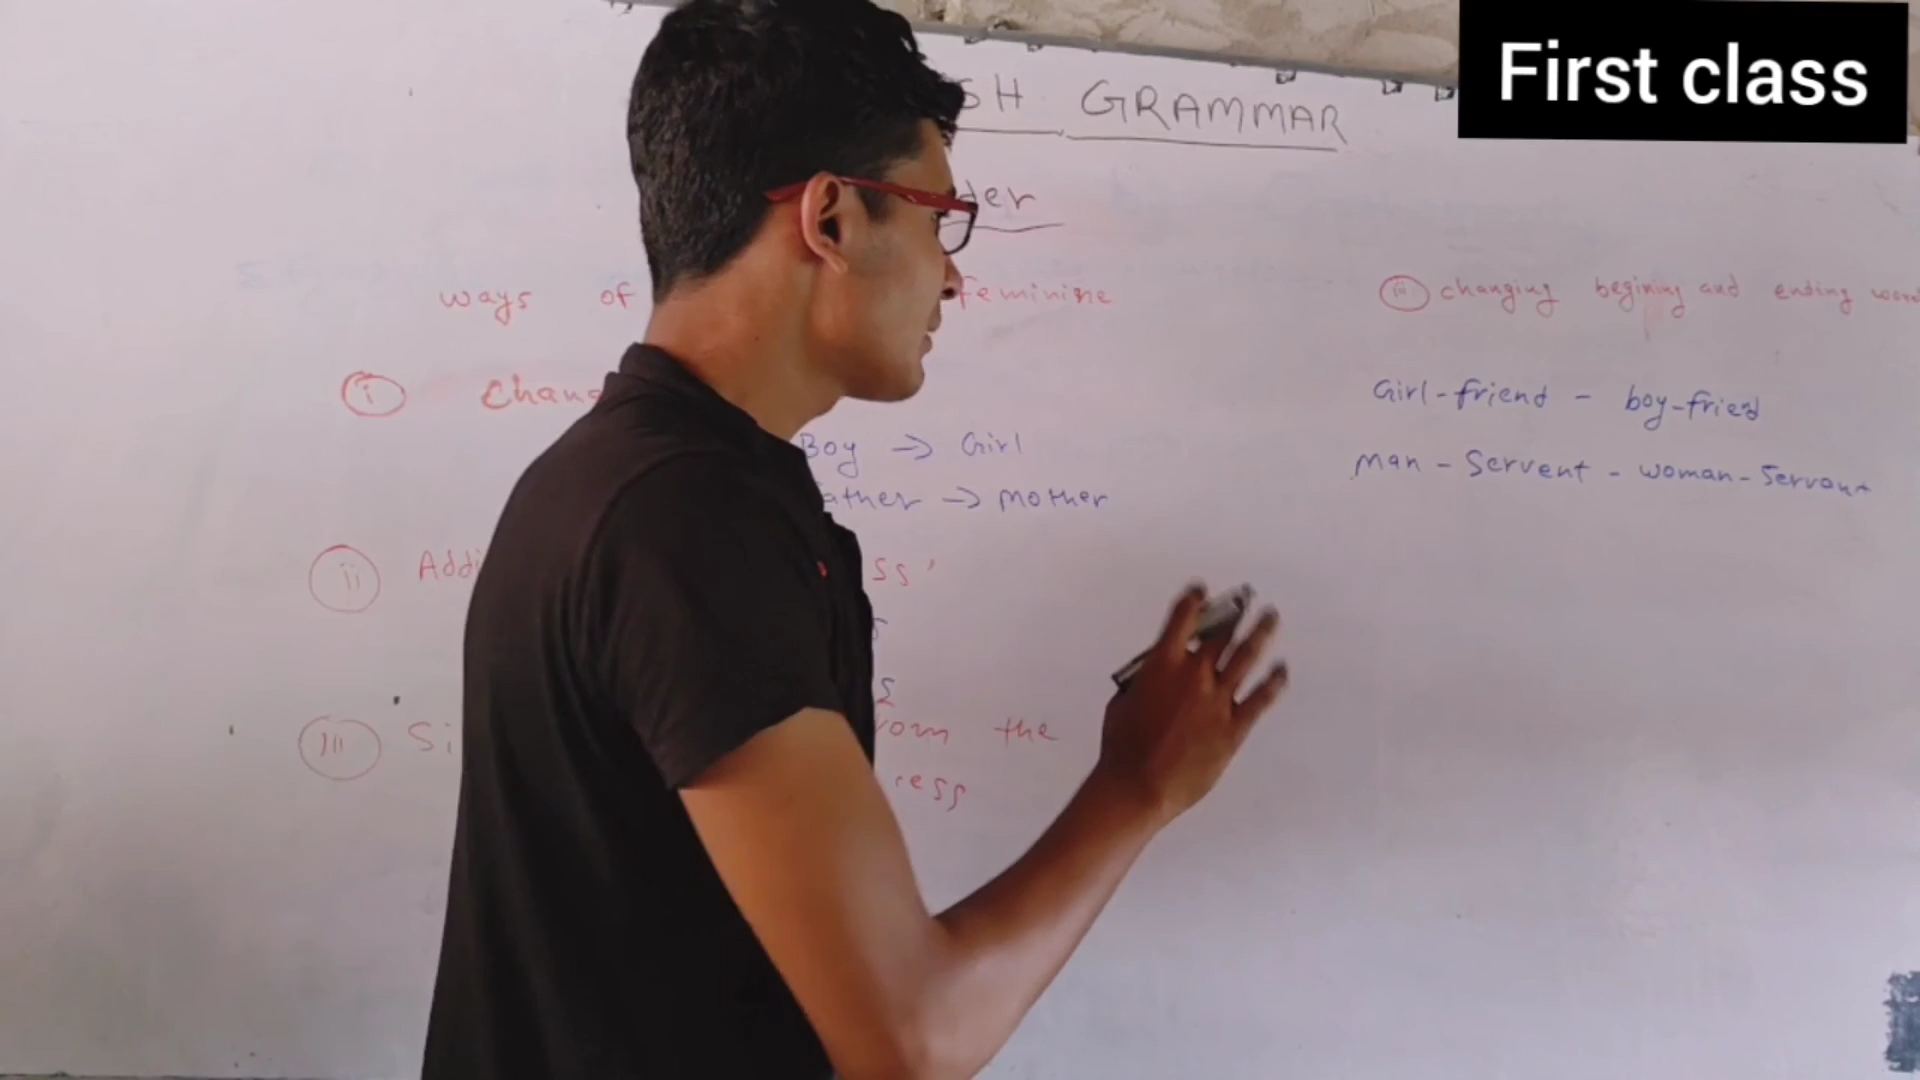 First class
SH GRAMMAR
der
ways of feminine
(i) Chang
Boy → Girl
ather → mother
(ii) Addi ss'
(iii) Si rom the
ress
(iii) changing begining and ending word
Girl-friend - boy-fried
Man - Servent - woman-Servant